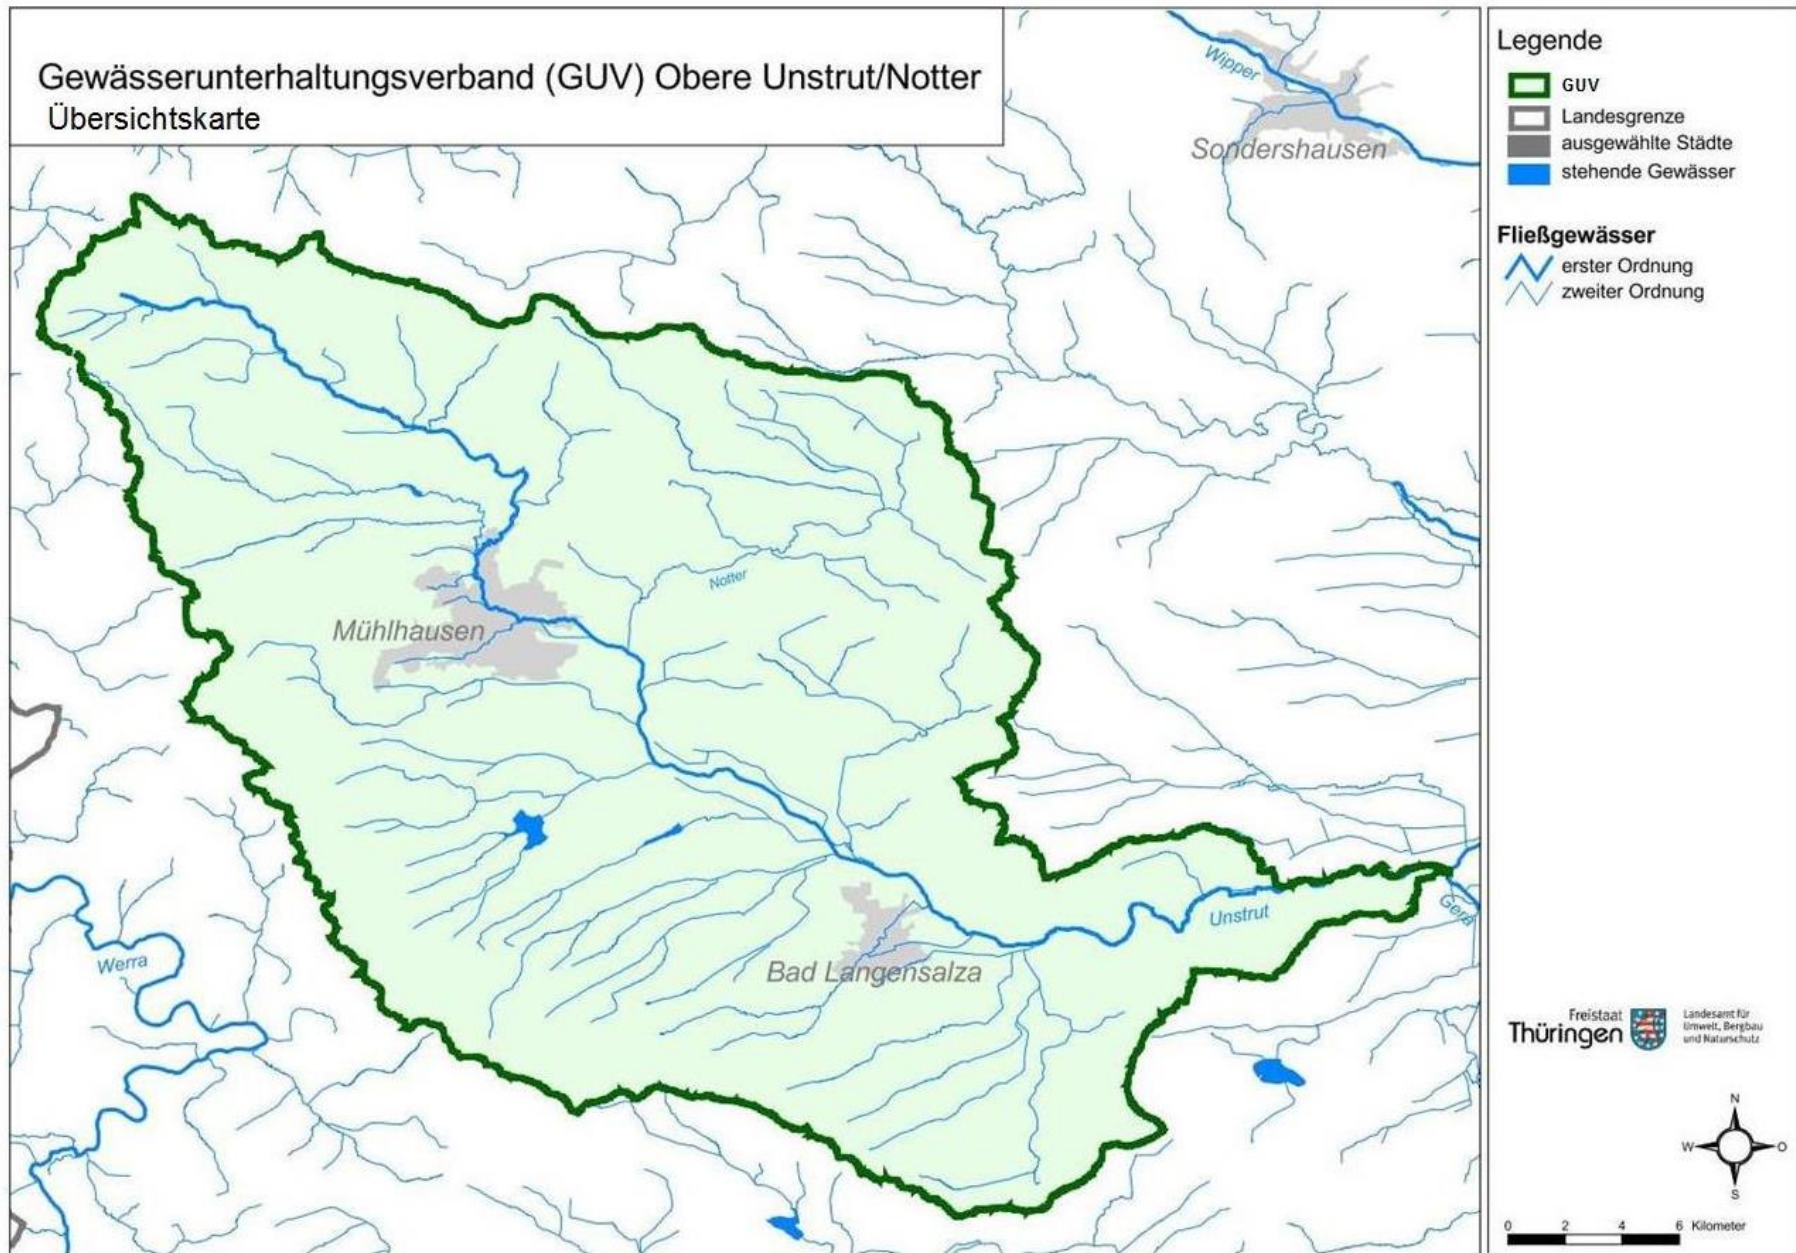 Gewässerunterhaltungsverband (GUV) Obere Unstrut/Notter
Übersichtskarte
Wipper
Sondershausen
Notter
Mühlhausen
Unstrut
Gera
Werra
Bad Langensalza
Legende
GUV
Landesgrenze
ausgewählte Städte
stehende Gewässer
Fließgewässer
erster Ordnung
zweiter Ordnung
Freistaat
Thüringen
Landesamt für
Umwelt, Bergbau
und Naturschutz
N
W O
S
0 2 4 6 Kilometer